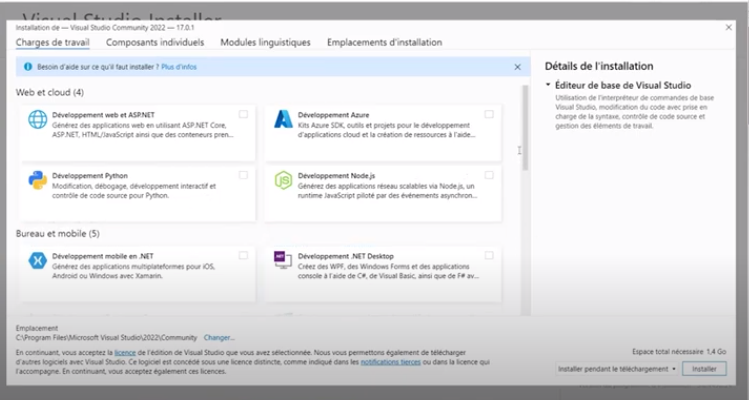 Visual Studio Installer
Installation de — Visual Studio Community 2022 — 17.0.1
Charges de travail Composants individuels Modules linguistiques Emplacements d'installation
Besoin d'aide sur ce qu'il faut installer ? Plus d'infos
Web et cloud (4)
Développement web et ASP.NET
Générez des applications web en utilisant ASP.NET Core,
ASP.NET, HTML/JavaScript ainsi que des conteneurs pren...
Développement Azure
Kits Azure SDK, outils et projets pour le développement
d'applications cloud et la création de ressources à l'aide...
Développement Python
Modification, débogage, développement interactif et
contrôle de code source pour Python.
Développement Node.js
Générez des applications réseau scalables via Node.js, un
runtime JavaScript piloté par des événements asynchron...
Bureau et mobile (5)
Développement mobile en .NET
Générez des applications multiplateformes pour iOS,
Android ou Windows avec Xamarin.
Développement .NET Desktop
Créez des WPF, des Windows Forms et des applications
console à l'aide de C#, de Visual Basic, ainsi que de F# av...
Détails de l'installation
Éditeur de base de Visual Studio
Utilisation de l'interpréteur de commandes de base
Visual Studio, modification du code avec prise en
charge de la syntaxe, contrôle de code source et
gestion des éléments de travail.
Emplacement
C:\Program Files\Microsoft Visual Studio\2022\Community Changer...
En continuant, vous acceptez la licence de l'édition de Visual Studio que vous avez sélectionnée. Nous vous permettons également de télécharger
d'autres logiciels avec Visual Studio. Ce logiciel est concédé sous une licence distincte, comme indiqué dans les notifications tierces ou dans la licence qui
l'accompagne. En continuant, vous acceptez également ces licences.
Espace total nécessaire 1,4 Go
Installer pendant le téléchargement Installer